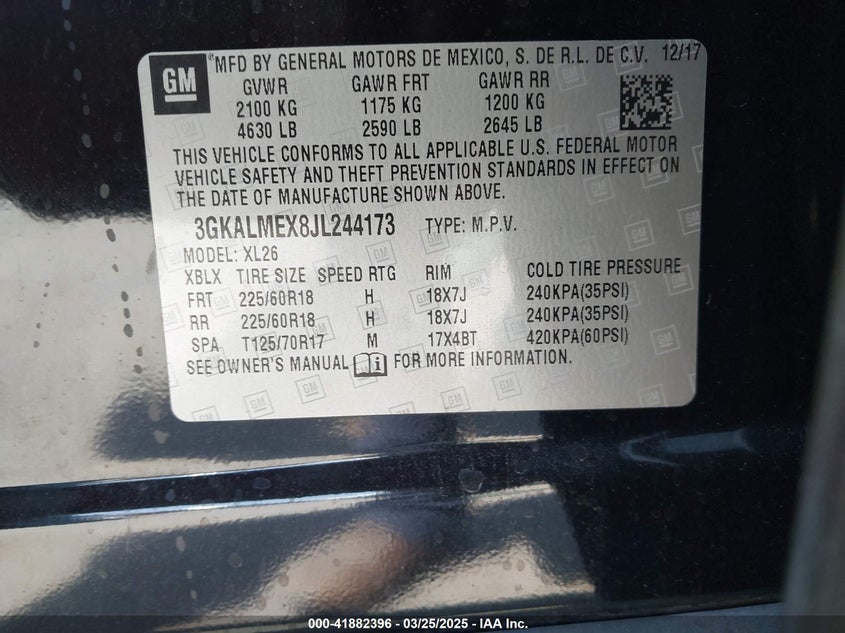 GM
MFD BY GENERAL MOTORS DE MEXICO, S. DE R.L. DE C.V. 12/17
GVWR GAWR FRT GAWR RR
2100 KG 1175 KG 1200 KG
4630 LB 2590 LB 2645 LB
THIS VEHICLE CONFORMS TO ALL APPLICABLE U.S. FEDERAL MOTOR
VEHICLE SAFETY AND THEFT PREVENTION STANDARDS IN EFFECT ON
THE DATE OF MANUFACTURE SHOWN ABOVE.
3GKALMEX8JL244173 TYPE: M.P.V.
MODEL: XL26
XBLX TIRE SIZE SPEED RTG RIM COLD TIRE PRESSURE
FRT 225/60R18 H 18X7J 240KPA(35PSI)
RR 225/60R18 H 18X7J 240KPA(35PSI)
SPA T125/70R17 M 17X4BT 420KPA(60PSI)
SEE OWNER'S MANUAL FOR MORE INFORMATION.
000-41882396 - 03/25/2025 - IAA Inc.